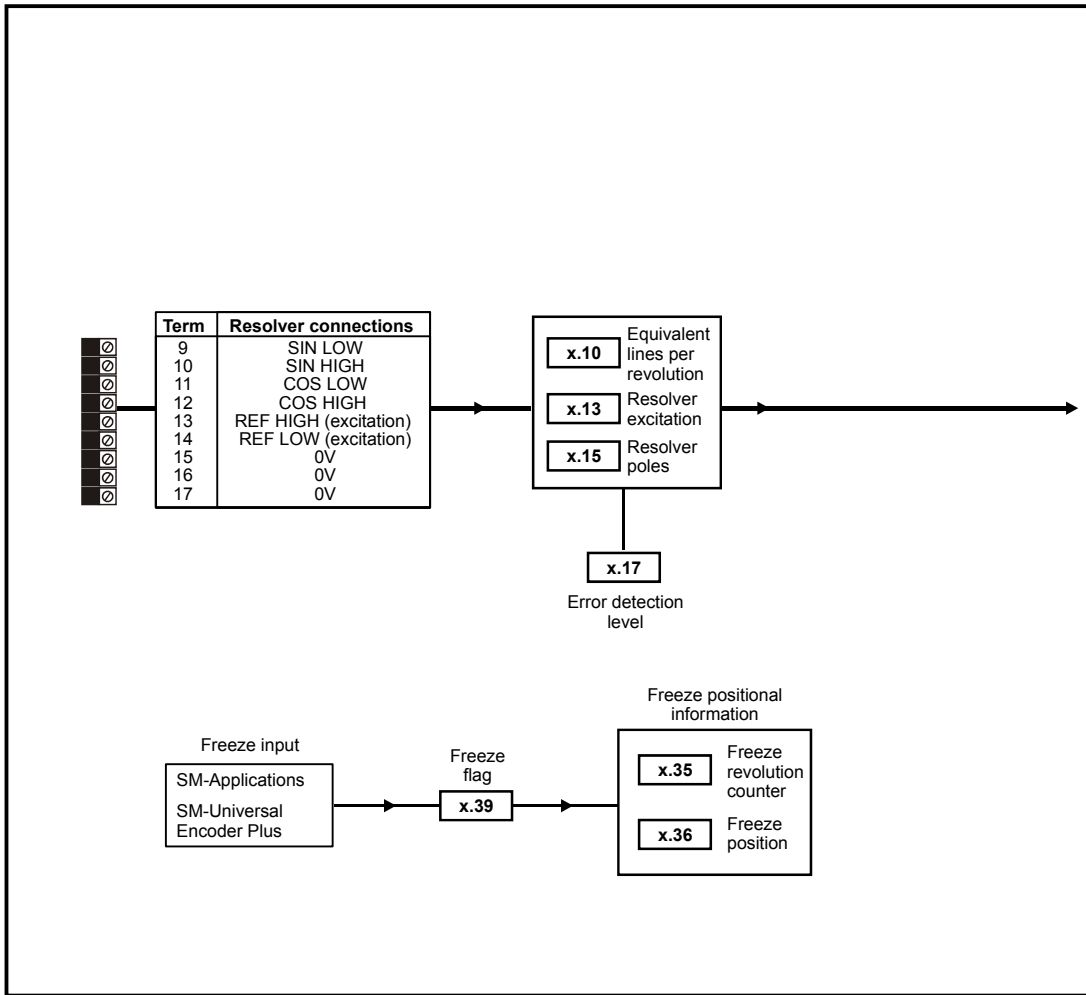 Term Resolver connections
9 SIN LOW
10 SIN HIGH
11 COS LOW
12 COS HIGH
13 REF HIGH (excitation)
14 REF LOW (excitation)
15 0V
16 0V
17 0V
x.10
Equivalent
lines per
revolution
x.13
Resolver
excitation
x.15
Resolver
poles
x.17
Error detection
level
Freeze input
SM-Applications
SM-Universal
Encoder Plus
Freeze
flag
x.39
Freeze positional
information
x.35
Freeze
revolution
counter
x.36
Freeze
position